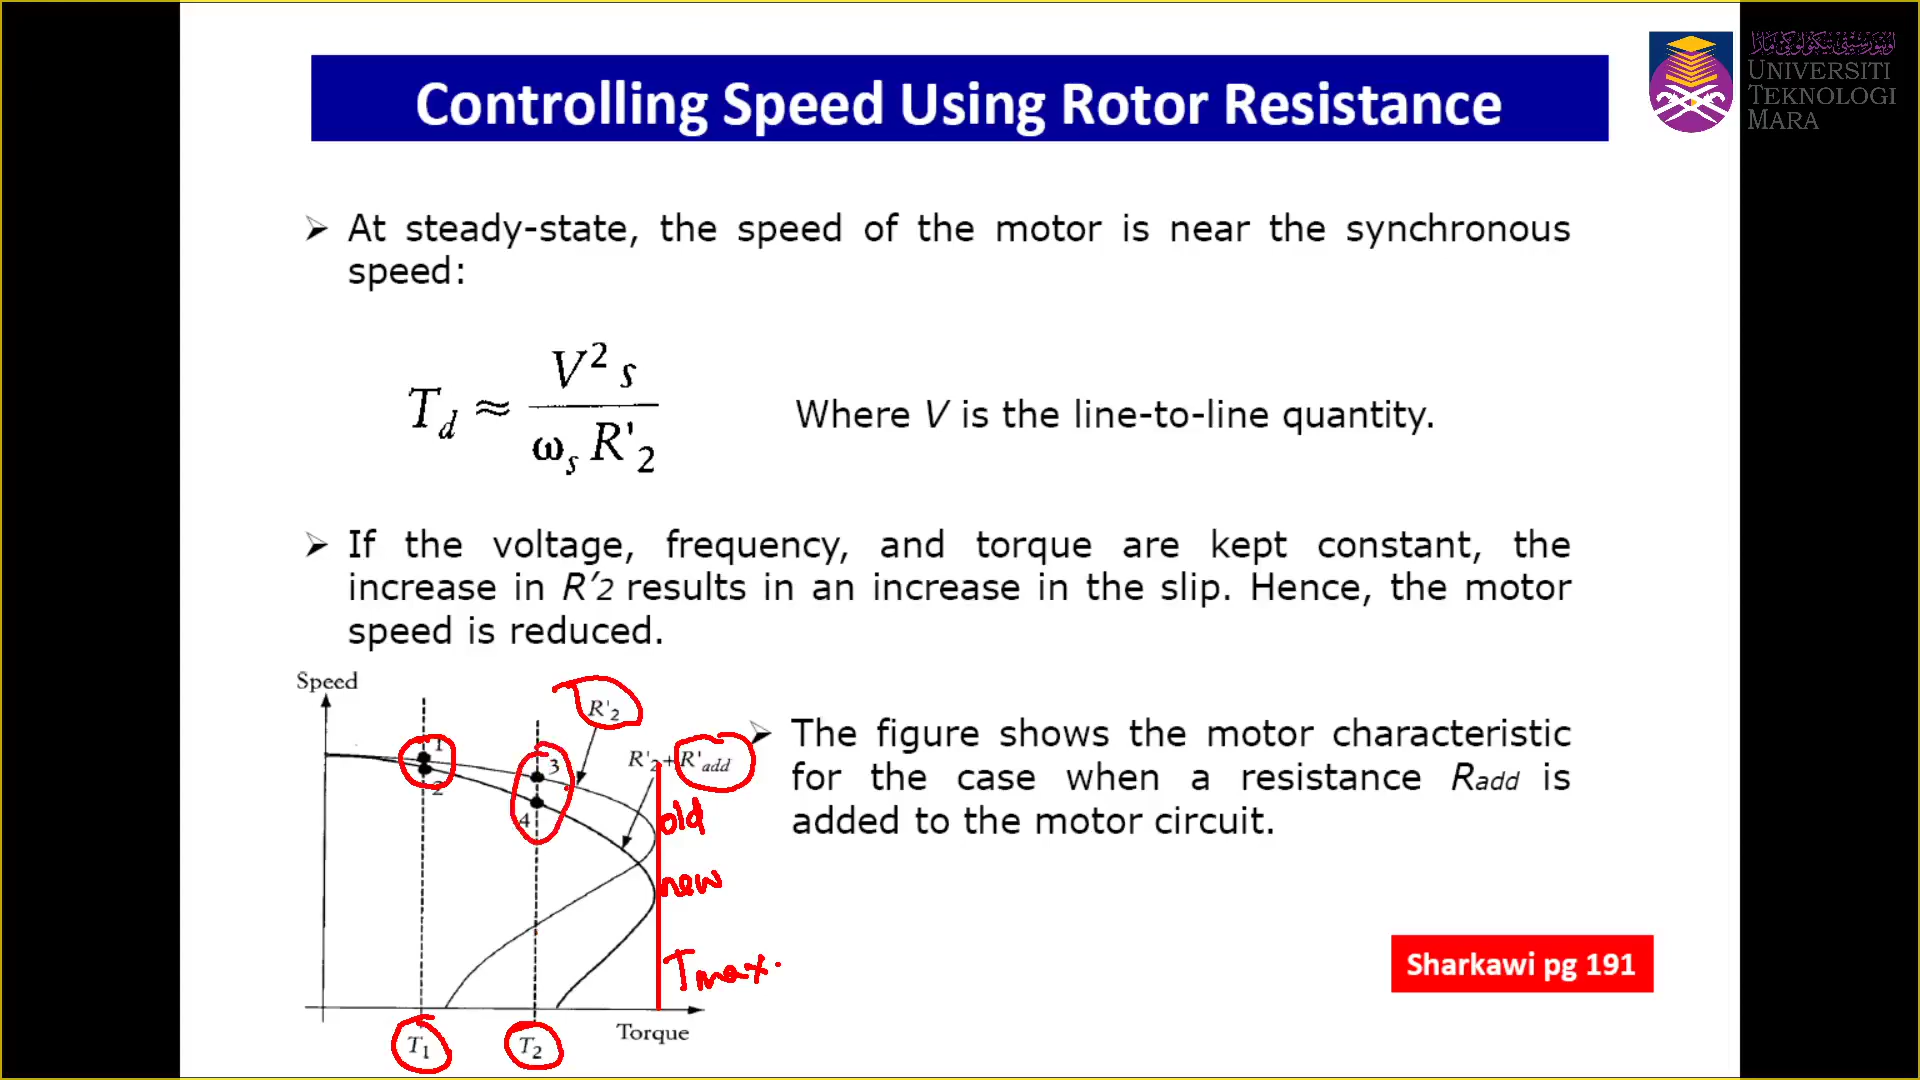 Controlling Speed Using Rotor Resistance
اونيۏرسيتي تيكنولوݢي مارا
UNIVERSITI
TEKNOLOGI
MARA
➢ At steady-state, the speed of the motor is near the synchronous
speed:
T_d ≈ V² s / ω_s R'₂
Where V is the line-to-line quantity.
➢ If the voltage, frequency, and torque are kept constant, the
increase in R'2 results in an increase in the slip. Hence, the motor
speed is reduced.
Speed
R'₂
1
2
3
4
R'₂+R'add
old
new
Tmax.
T₁
T₂
Torque
➢ The figure shows the motor characteristic
for the case when a resistance Radd is
added to the motor circuit.
Sharkawi pg 191